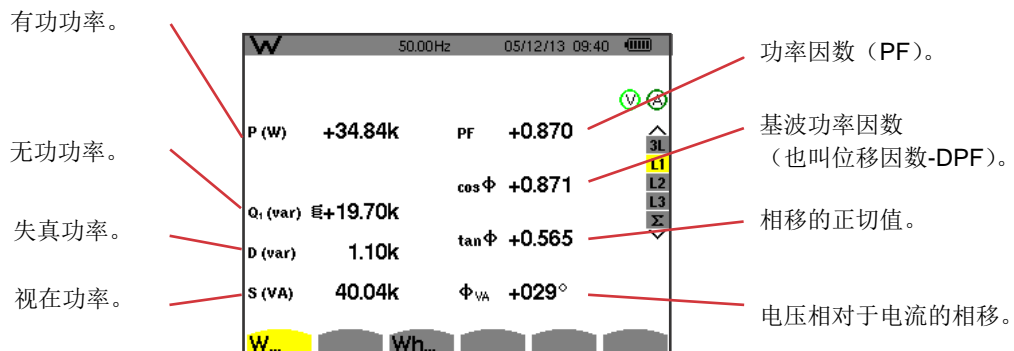 有功功率。
无功功率。
失真功率。
视在功率。
W 50.00Hz 05/12/13 09:40
V A
P (W) +34.84k PF +0.870
cosΦ +0.871
Q₁ (var) +19.70k
tanΦ +0.565
D (var) 1.10k
S (VA) 40.04k ΦVA +029°
3L
L1
L2
L3
Σ
W... Wh...
功率因数（PF）。
基波功率因数
（也叫位移因数-DPF）。
相移的正切值。
电压相对于电流的相移。